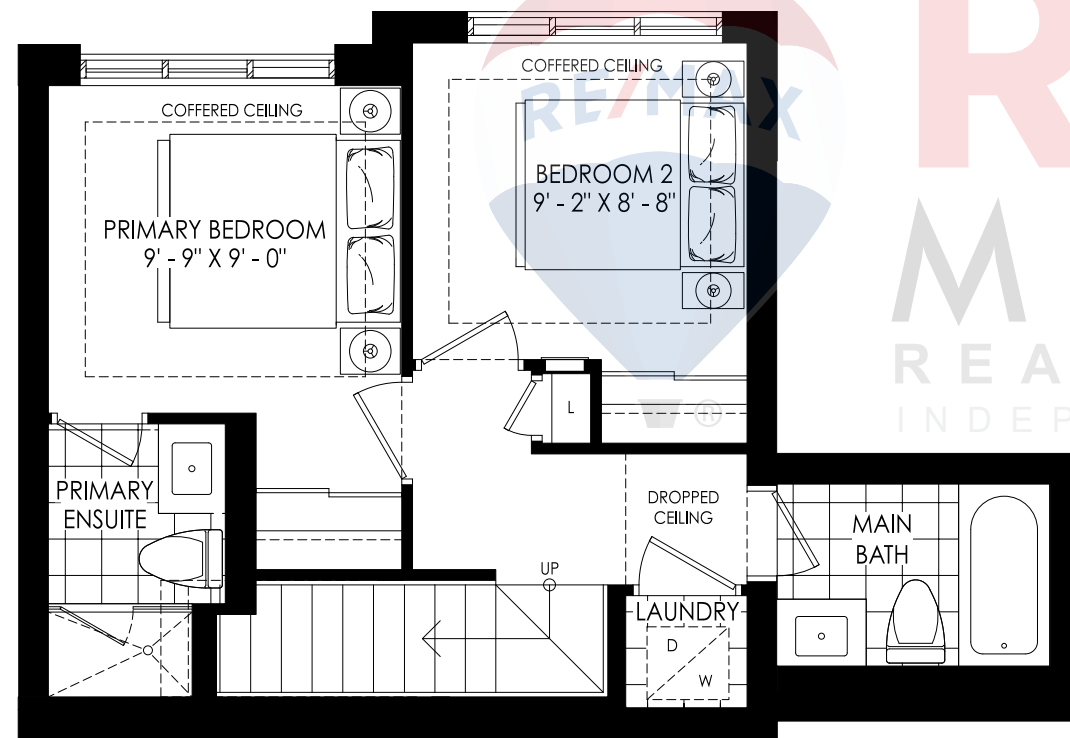 COFFERED CEILING
COFFERED CEILING
RE/MAX
R
BEDROOM 2
9' - 2" X 8' - 8"
PRIMARY BEDROOM
9' - 9" X 9' - 0"
M
REA
L
®
INDEP
PRIMARY
ENSUITE
DROPPED
CEILING
MAIN
BATH
UP
LAUNDRY
D
W